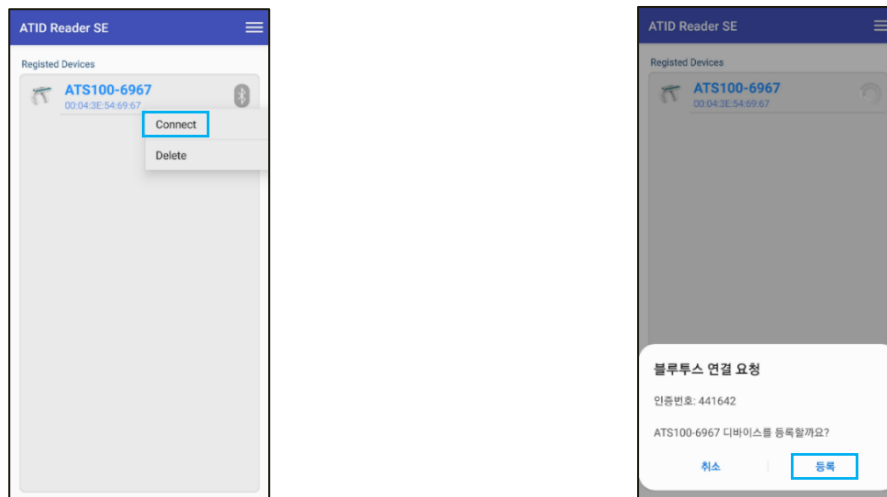 ATID Reader SE
Registed Devices
ATS100-6967
00:04:3E:54:69:67
Connect
Delete
ATID Reader SE
Registed Devices
ATS100-6967
00:04:3E:54:69:67
블루투스 연결 요청
인증번호: 441642
ATS100-6967 디바이스를 등록할까요?
취소
등록